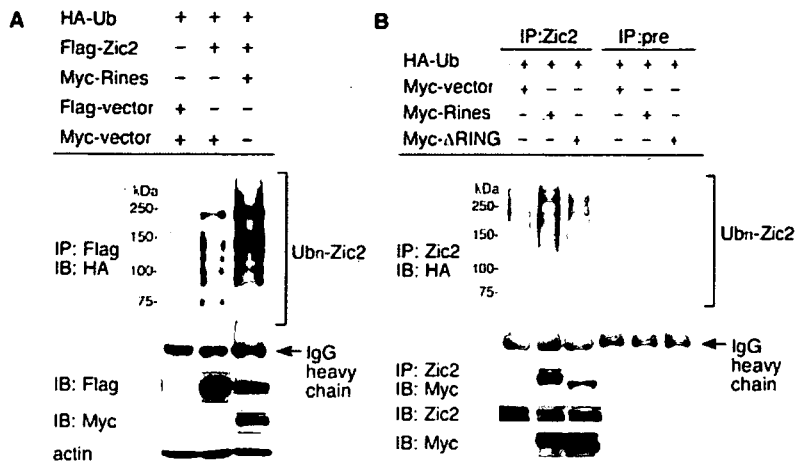 A
HA-Ub + + +
Flag-Zic2 - + +
Myc-Rines - - +
Flag-vector + - -
Myc-vector + + -
kDa
250-
150-
100-
75-
IP: Flag
IB: HA
Ubn-Zic2
IgG
heavy
chain
IB: Flag
IB: Myc
actin
B
IP:Zic2 IP:pre
HA-Ub + + + + + +
Myc-vector + - - + - -
Myc-Rines - + - - + -
Myc-ΔRING - - + - - +
kDa
250-
150-
100-
75-
IP: Zic2
IB: HA
Ubn-Zic2
IgG
heavy
chain
IP: Zic2
IB: Myc
IB: Zic2
IB: Myc